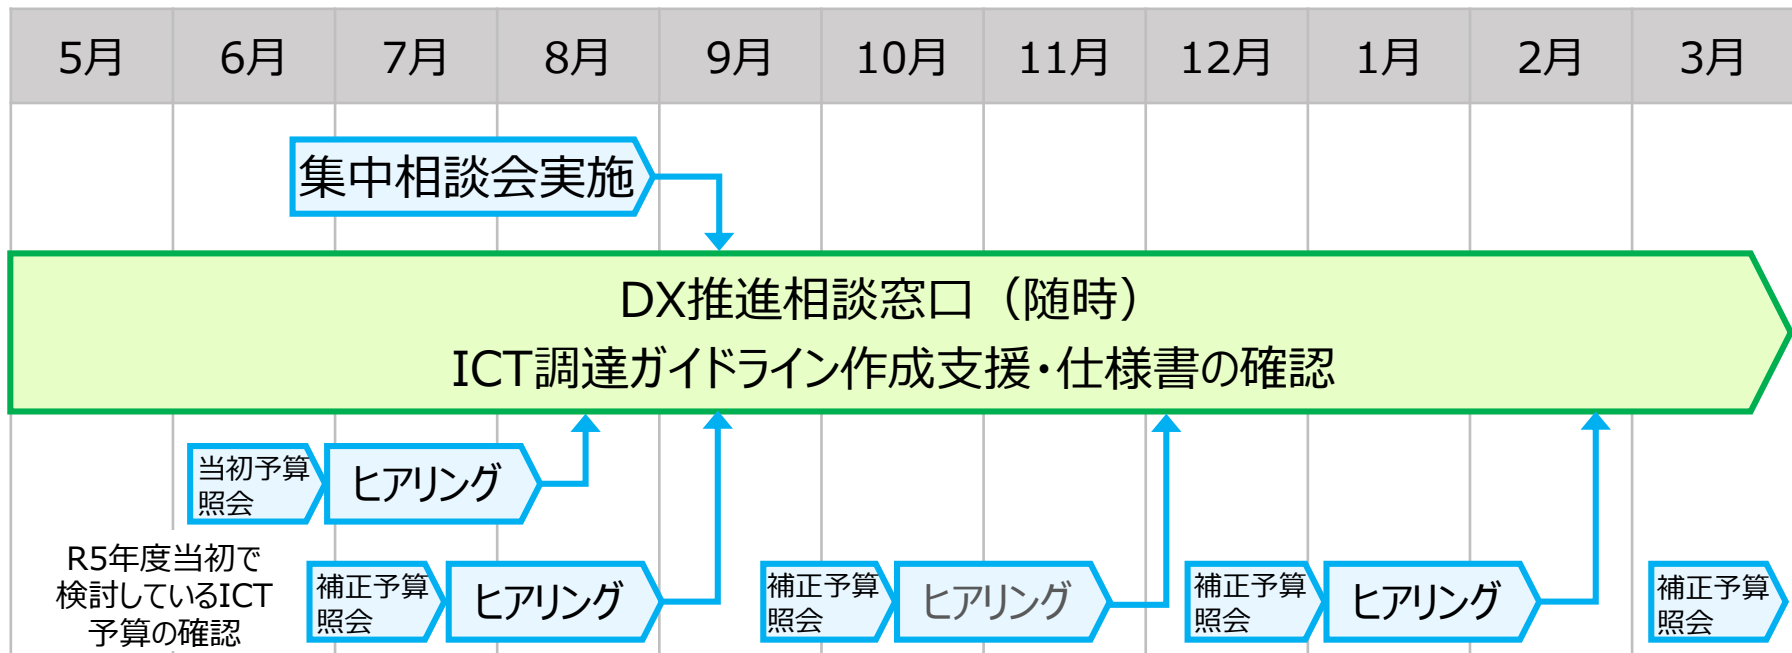 5月 6月 7月 8月 9月 10月 11月 12月 1月 2月 3月
集中相談会実施
DX推進相談窓口（随時）
ICT調達ガイドライン作成支援・仕様書の確認
当初予算
照会
ヒアリング
R5年度当初で
検討しているICT
予算の確認
補正予算
照会
ヒアリング
補正予算
照会
ヒアリング
補正予算
照会
ヒアリング
補正予算
照会